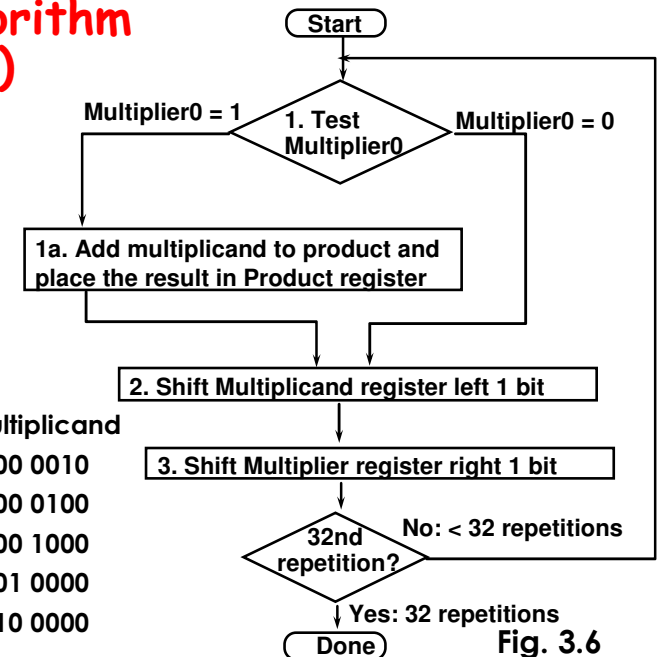 orithm
)
Start
Multiplier0 = 1
1. Test
Multiplier0
Multiplier0 = 0
1a. Add multiplicand to product and
place the result in Product register
2. Shift Multiplicand register left 1 bit
ultiplicand
00 0010
3. Shift Multiplier register right 1 bit
00 0100
00 1000
01 0000
10 0000
32nd
repetition?
No: < 32 repetitions
Yes: 32 repetitions
Done
Fig. 3.6